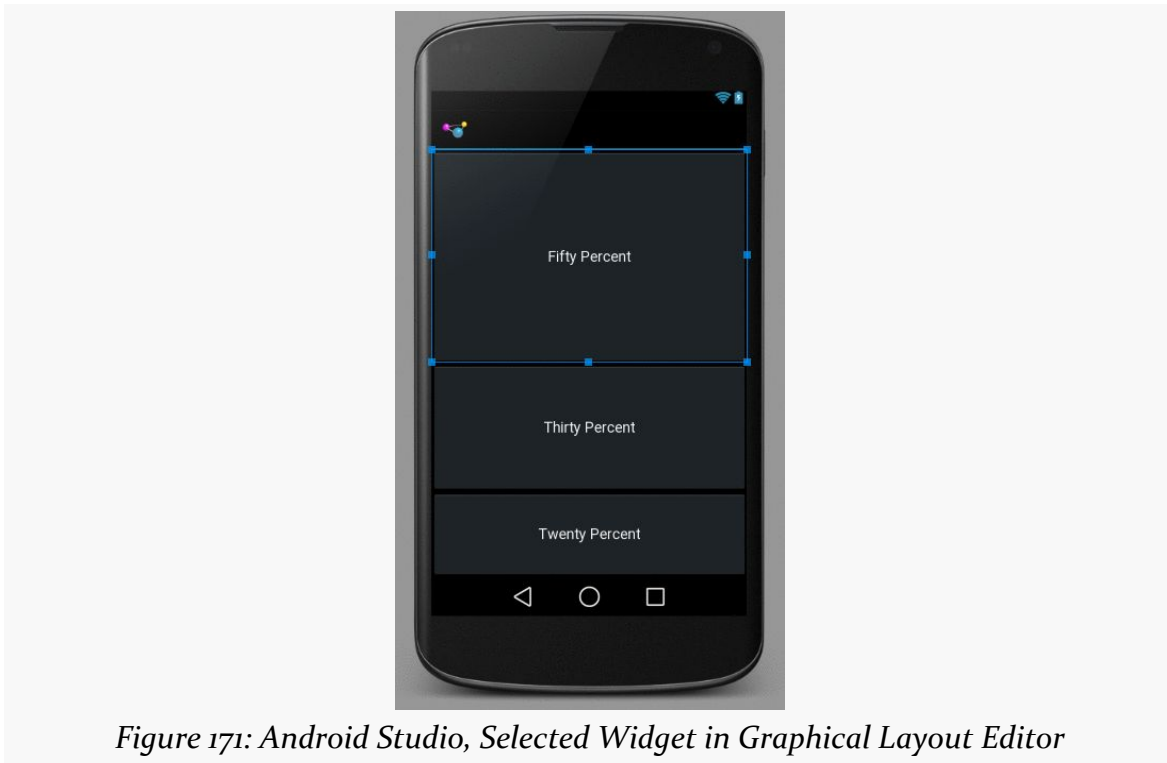 Fifty Percent
Thirty Percent
Twenty Percent
Figure 171: Android Studio, Selected Widget in Graphical Layout Editor